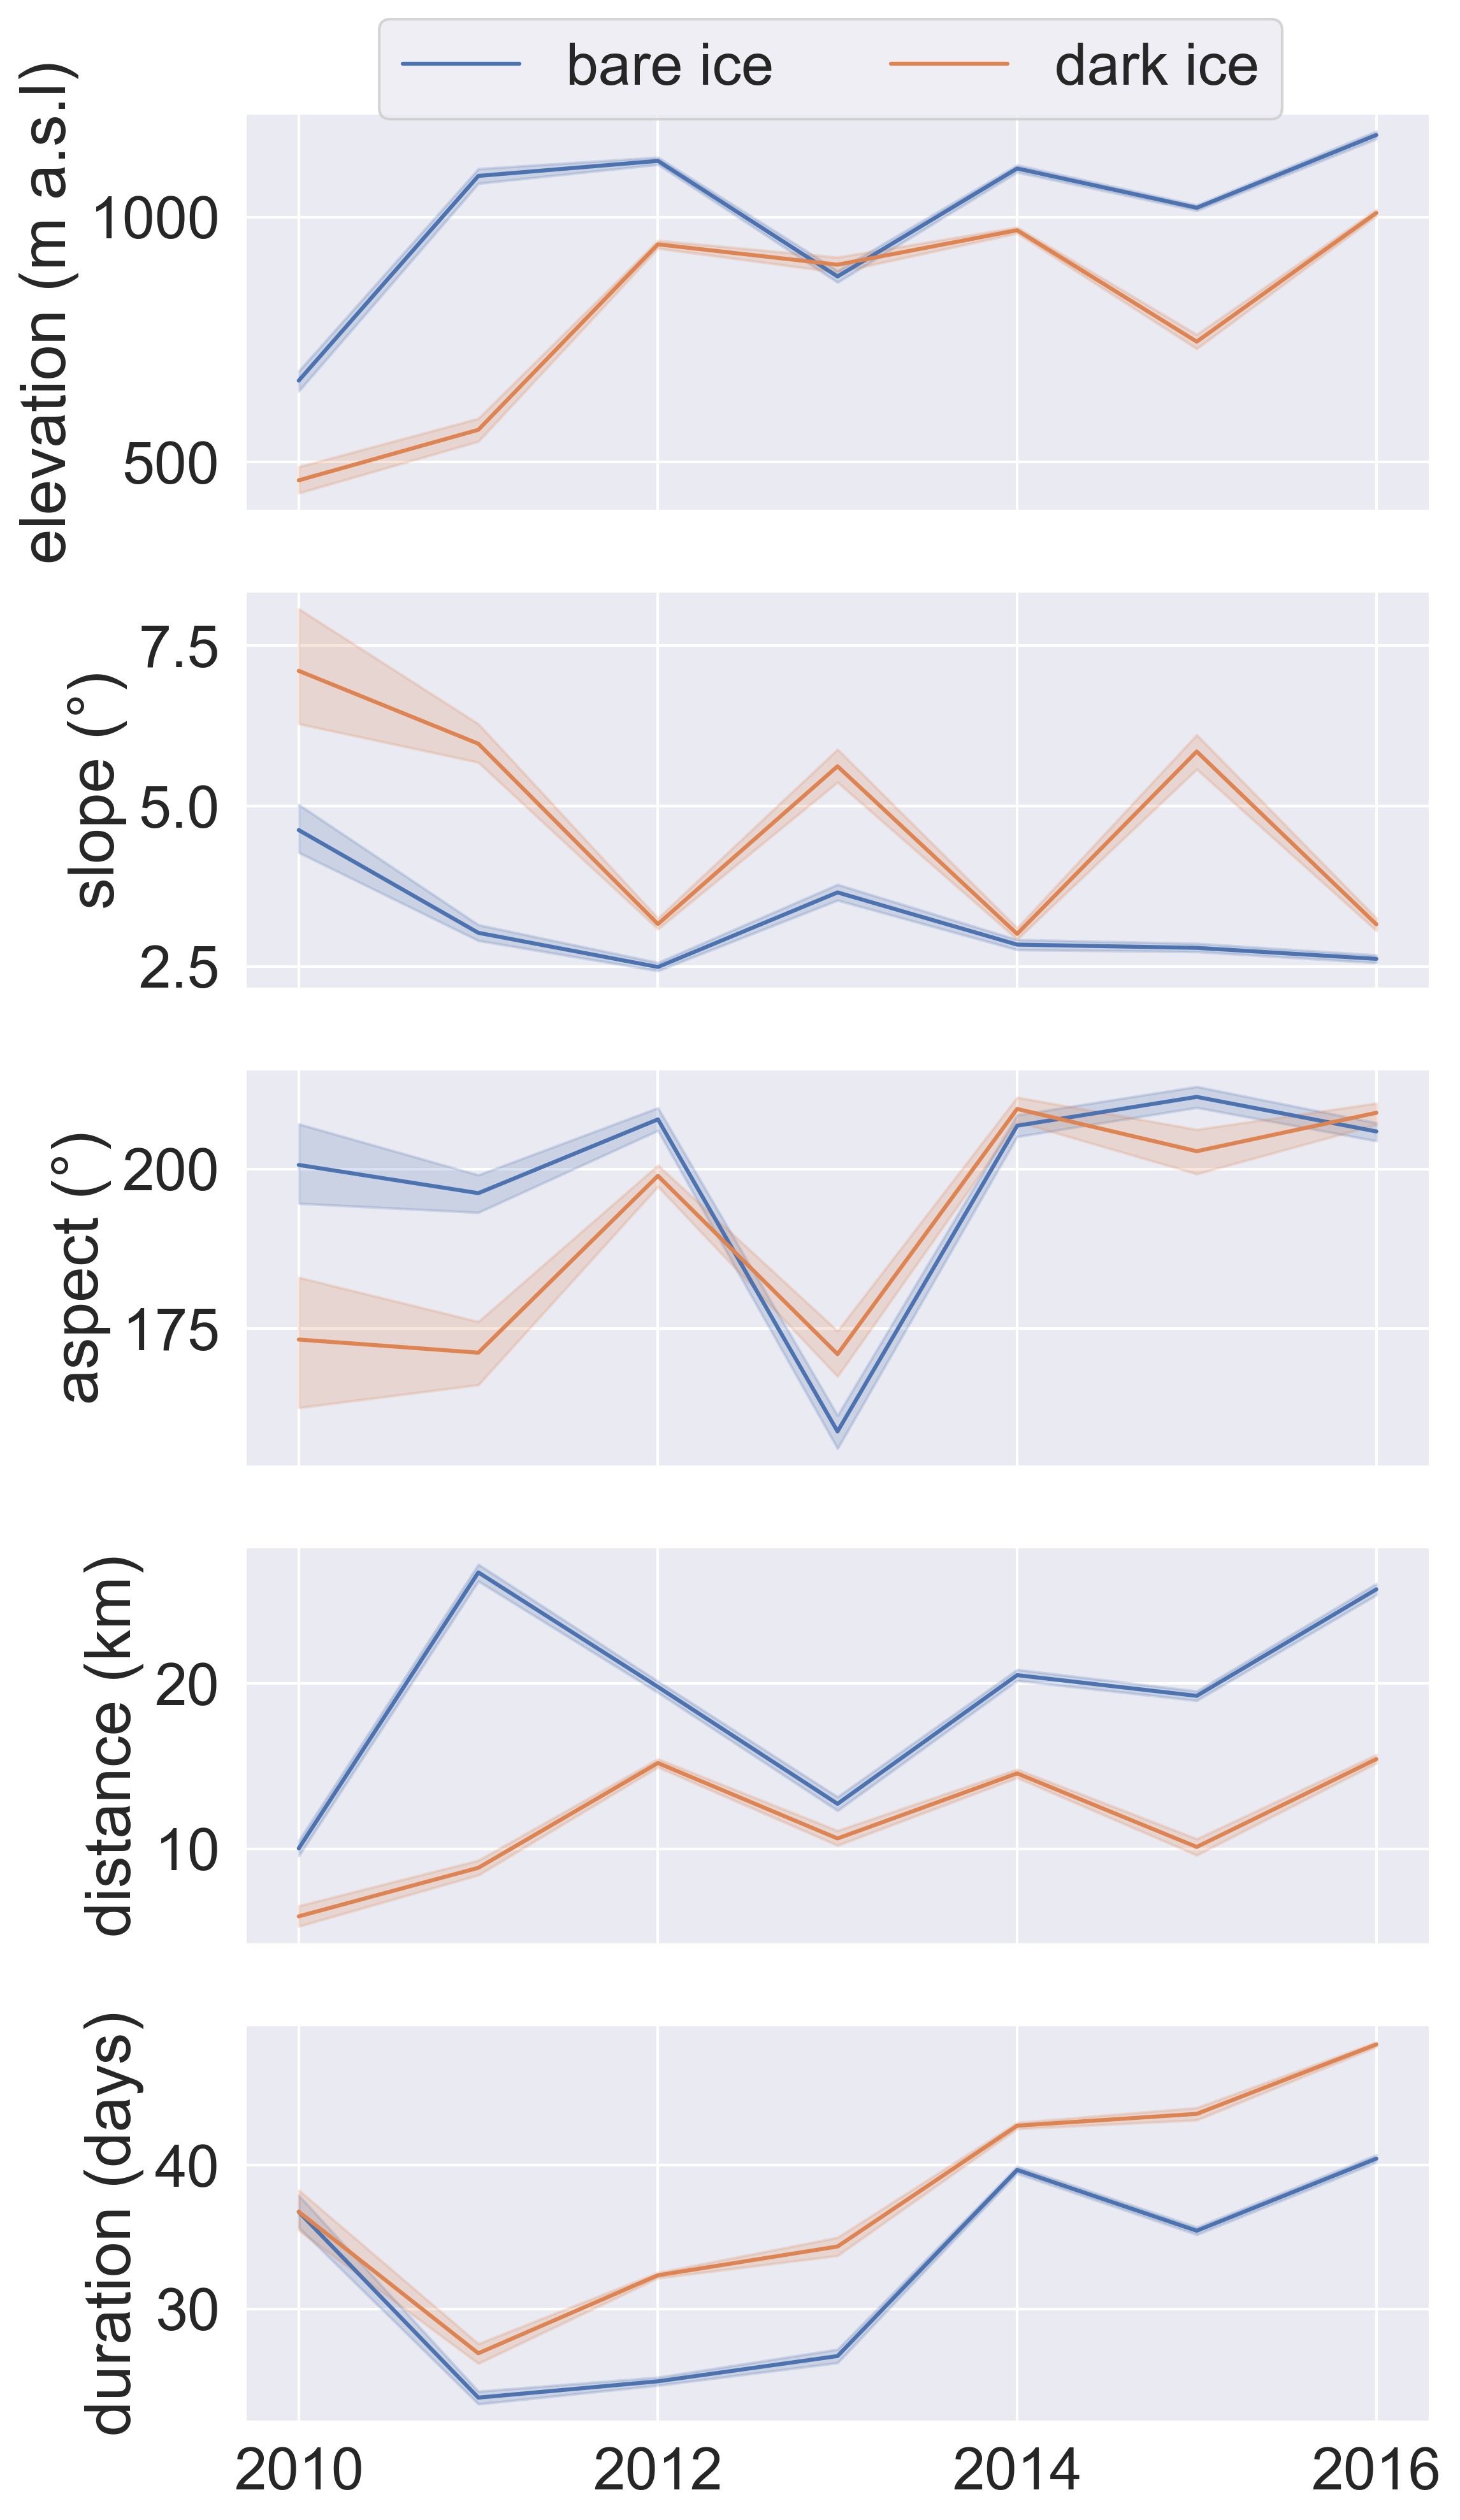 bare ice dark ice
elevation (m a.s.l)
1000
500
slope (°)
7.5
5.0
2.5
aspect (°)
200
175
distance (km)
20
10
duration (days)
40
30
2010 2012 2014 2016